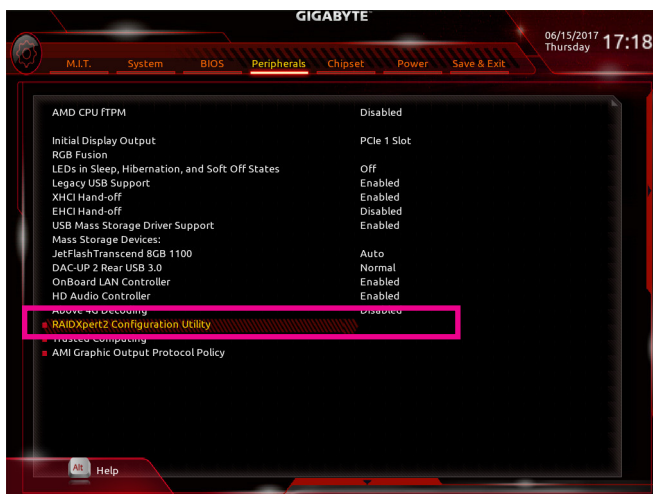 GIGABYTE™
06/15/2017
Thursday 17:18
M.I.T. System BIOS Peripherals Chipset Power Save & Exit
AMD CPU fTPM Disabled
Initial Display Output PCIe 1 Slot
RGB Fusion
LEDs in Sleep, Hibernation, and Soft Off States Off
Legacy USB Support Enabled
XHCI Hand-off Enabled
EHCI Hand-off Disabled
USB Mass Storage Driver Support Enabled
Mass Storage Devices:
JetFlashTranscend 8GB 1100 Auto
DAC-UP 2 Rear USB 3.0 Normal
OnBoard LAN Controller Enabled
HD Audio Controller Enabled
Above 4G Decoding Disabled
RAIDXpert2 Configuration Utility
Trusted Computing
AMI Graphic Output Protocol Policy
Alt Help